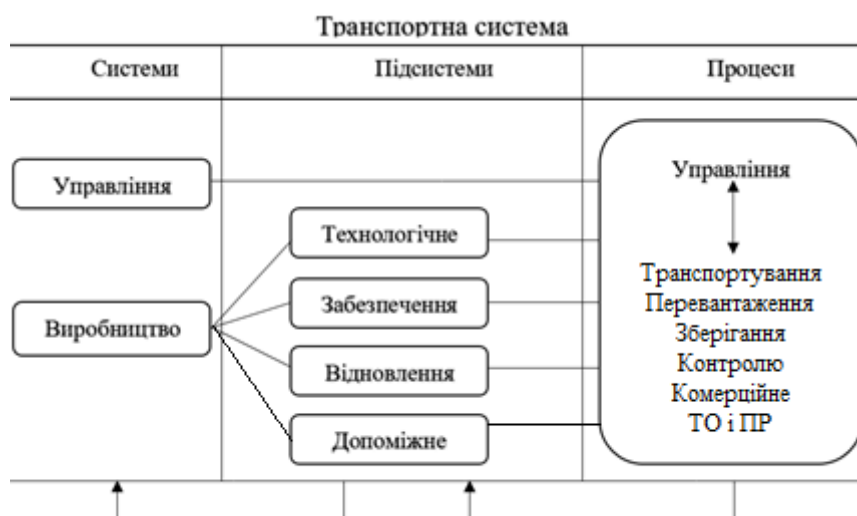 Транспортна система
Системи
Підсистеми
Процеси
Управління
Управління
Технологічне
Транспортування
Забезпечення
Перевантаження
Виробництво
Зберігання
Відновлення
Контролю
Комерційне
Допоміжне
ТО і ПР